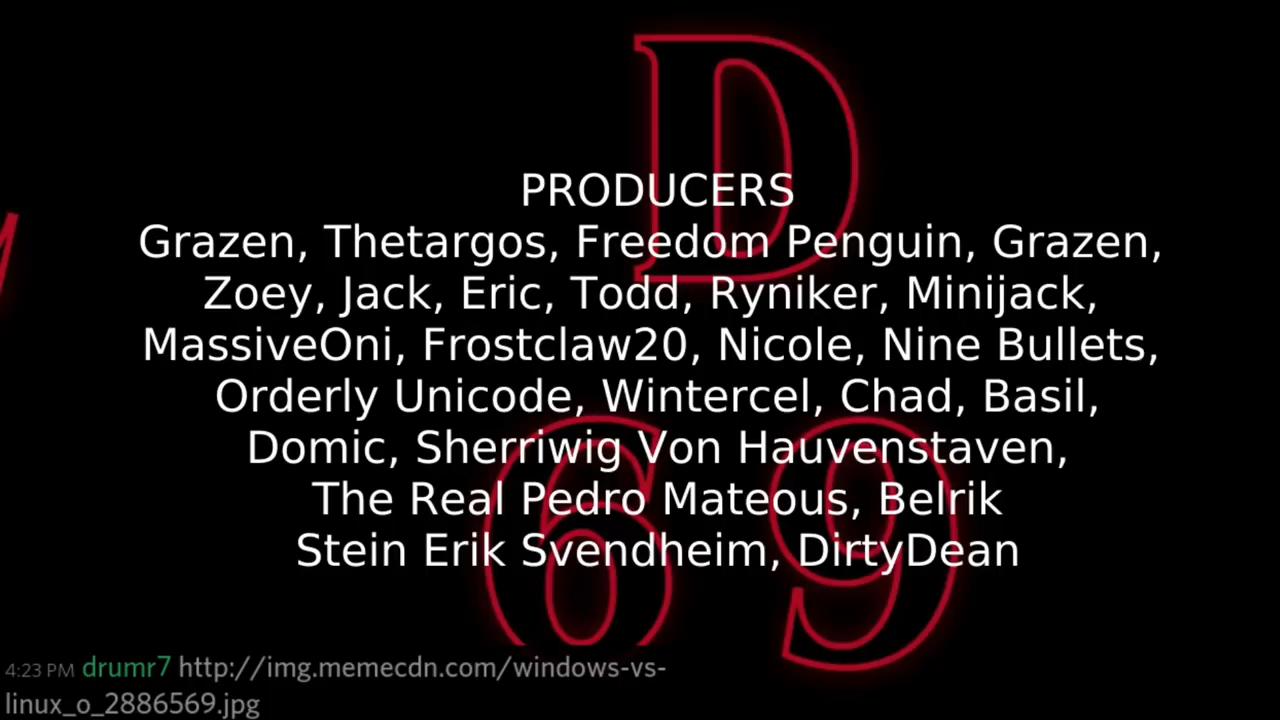 D
PRODUCERS
Grazen, Thetargos, Freedom Penguin, Grazen,
Zoey, Jack, Eric, Todd, Ryniker, Minijack,
MassiveOni, Frostclaw20, Nicole, Nine Bullets,
Orderly Unicode, Wintercel, Chad, Basil,
Domic, Sherriwig Von Hauvenstaven,
The Real Pedro Mateous, Belrik
Stein Erik Svendheim, DirtyDean
6 9
4:23 PM drumr7 http://img.memecdn.com/windows-vs-
linux_o_2886569.jpg